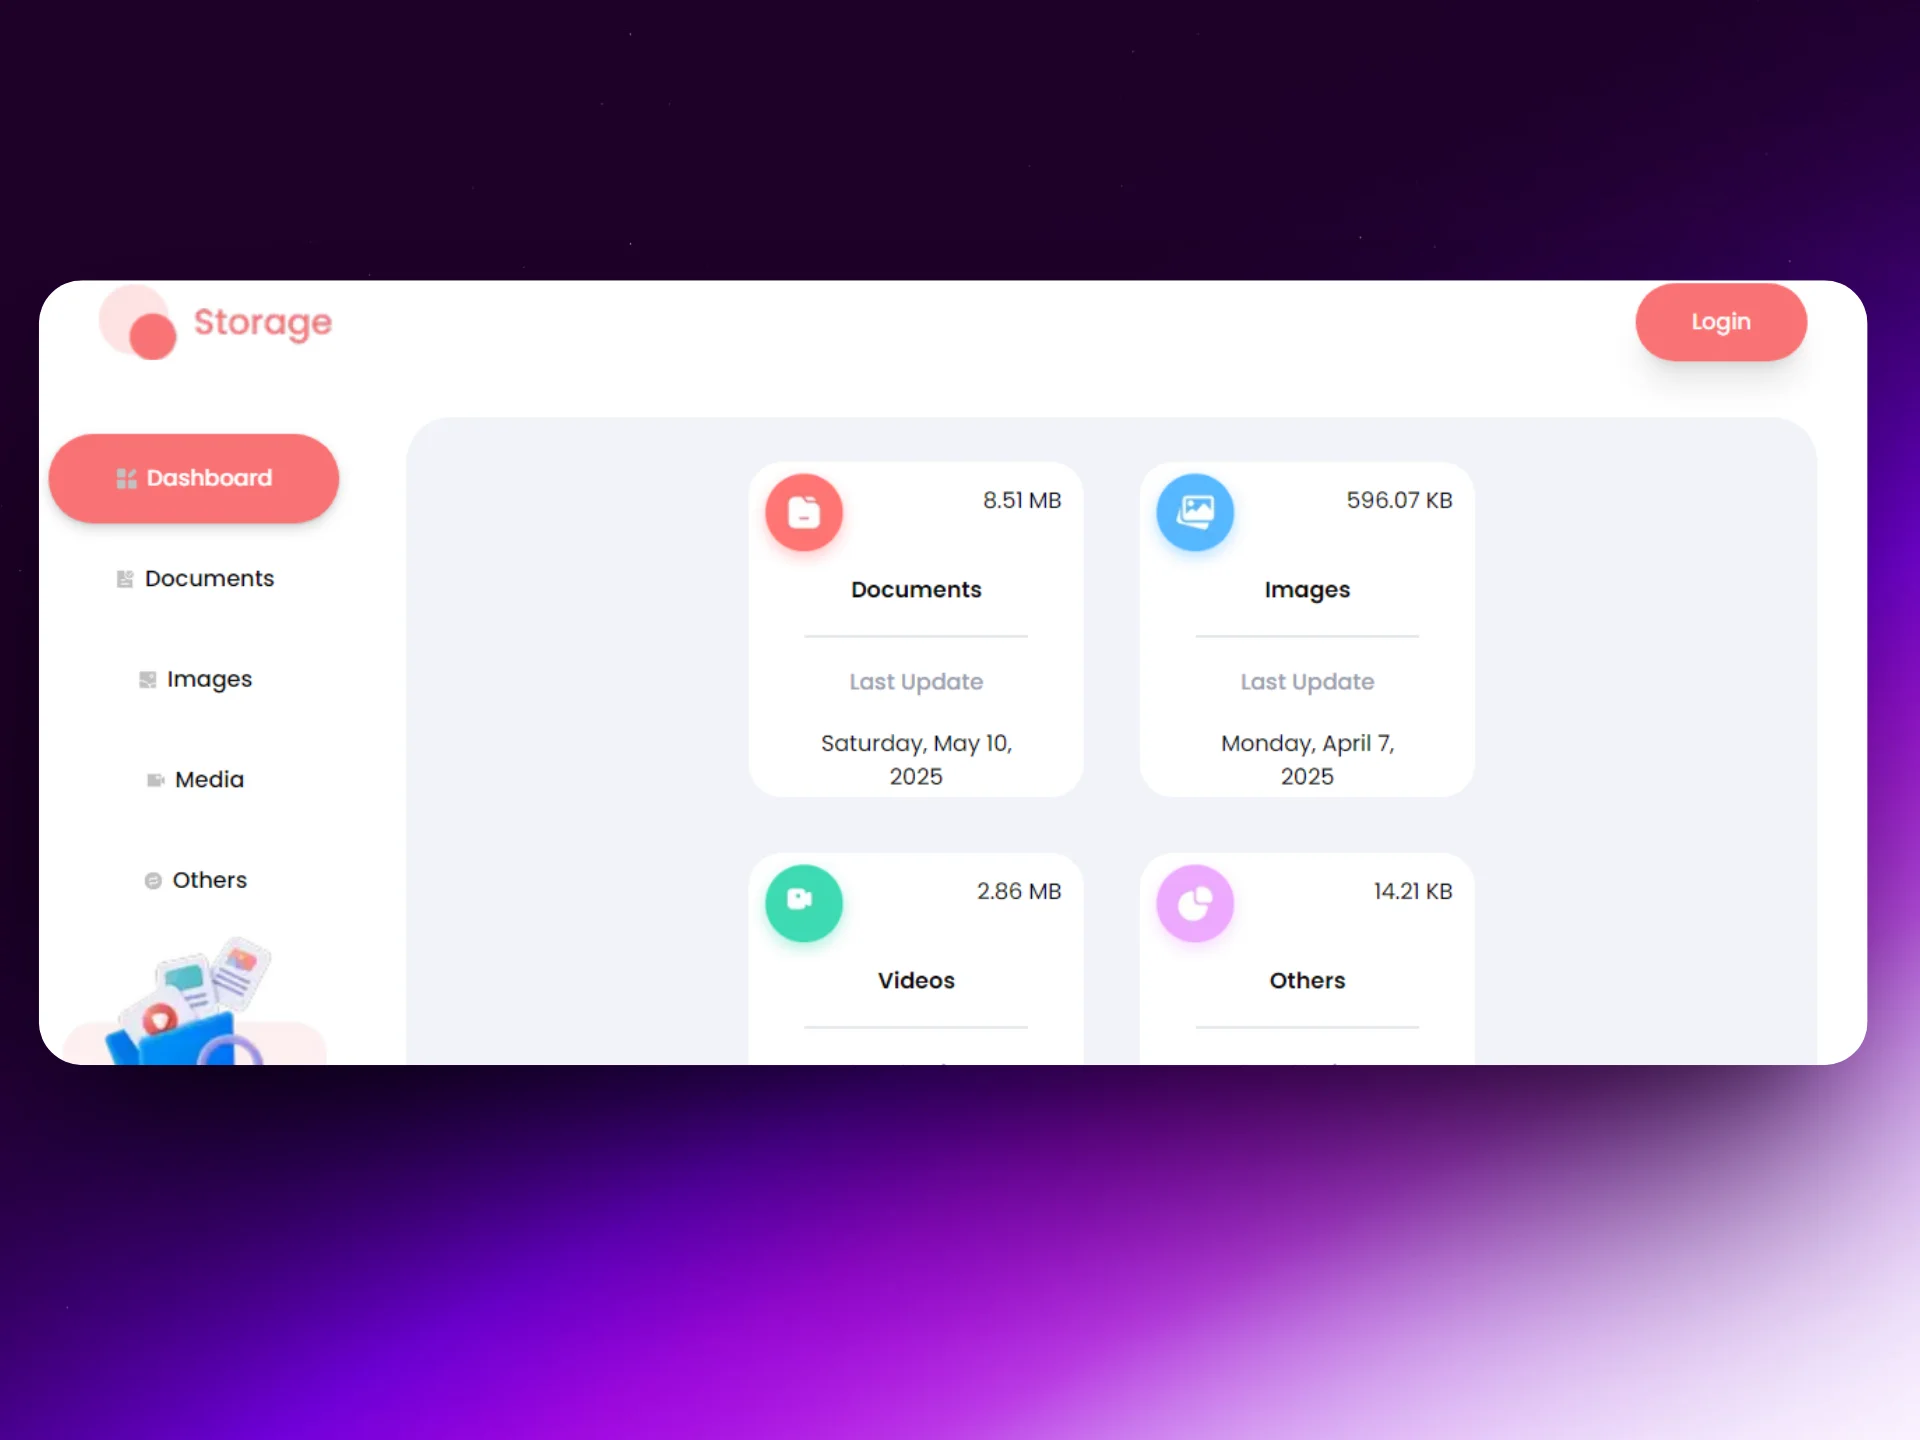 Storage
Login
Dashboard
Documents
Images
Media
Others
8.51 MB
Documents
Last Update
Saturday, May 10,
2025
596.07 KB
Images
Last Update
Monday, April 7,
2025
2.86 MB
Videos
14.21 KB
Others